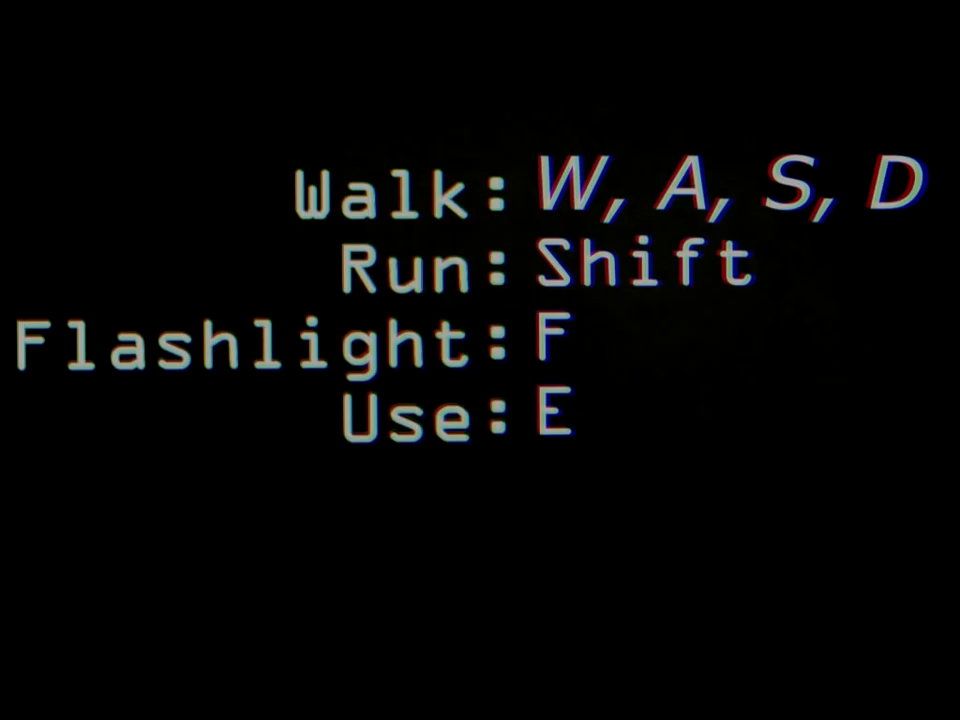 Walk: W, A, S, D
Run: Shift
Flashlight: F
Use: E